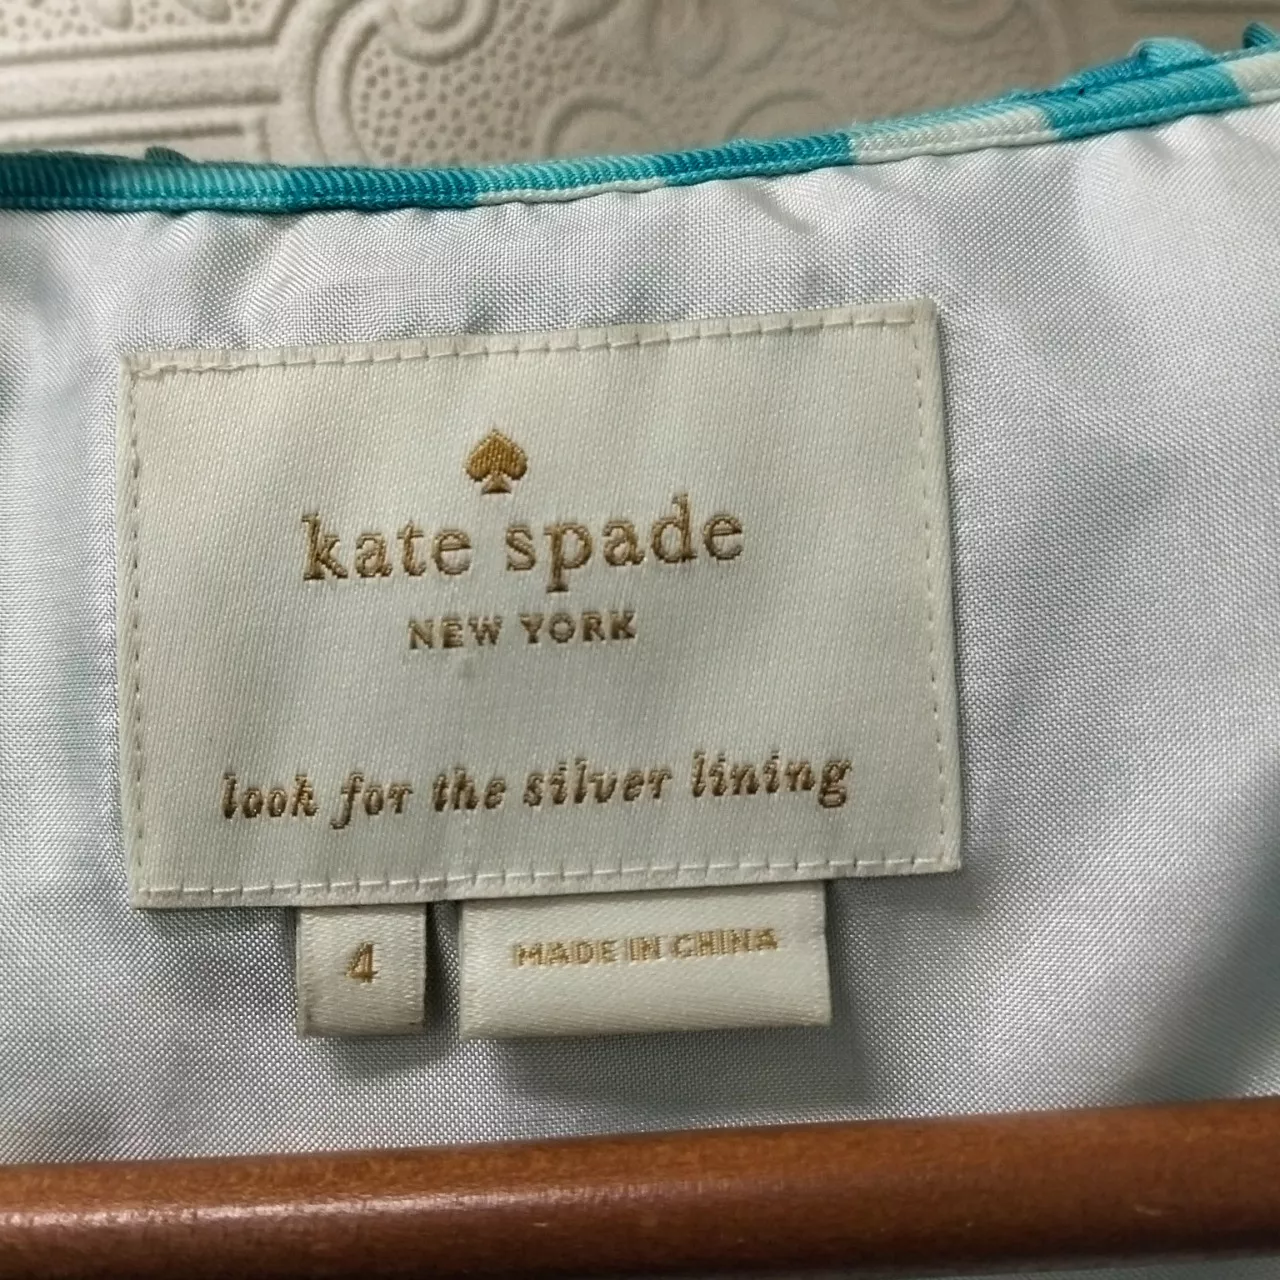 kate spade
NEW YORK
look for the silver lining
4
MADE IN CHINA